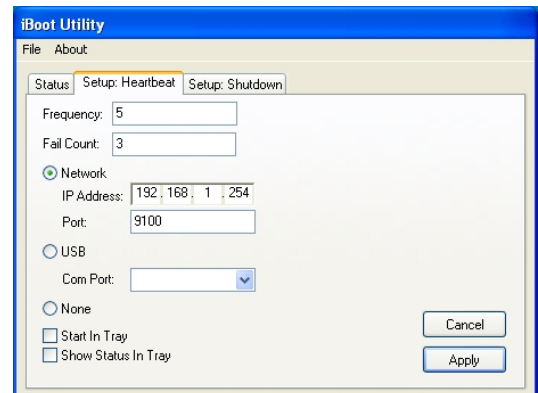 iBoot Utility
File About
Status Setup: Heartbeat Setup: Shutdown
Frequency: 5
Fail Count: 3
Network
IP Address: 192 . 168 . 1 . 254
Port: 9100
USB
Com Port:
None
Start In Tray
Show Status In Tray
Cancel
Apply